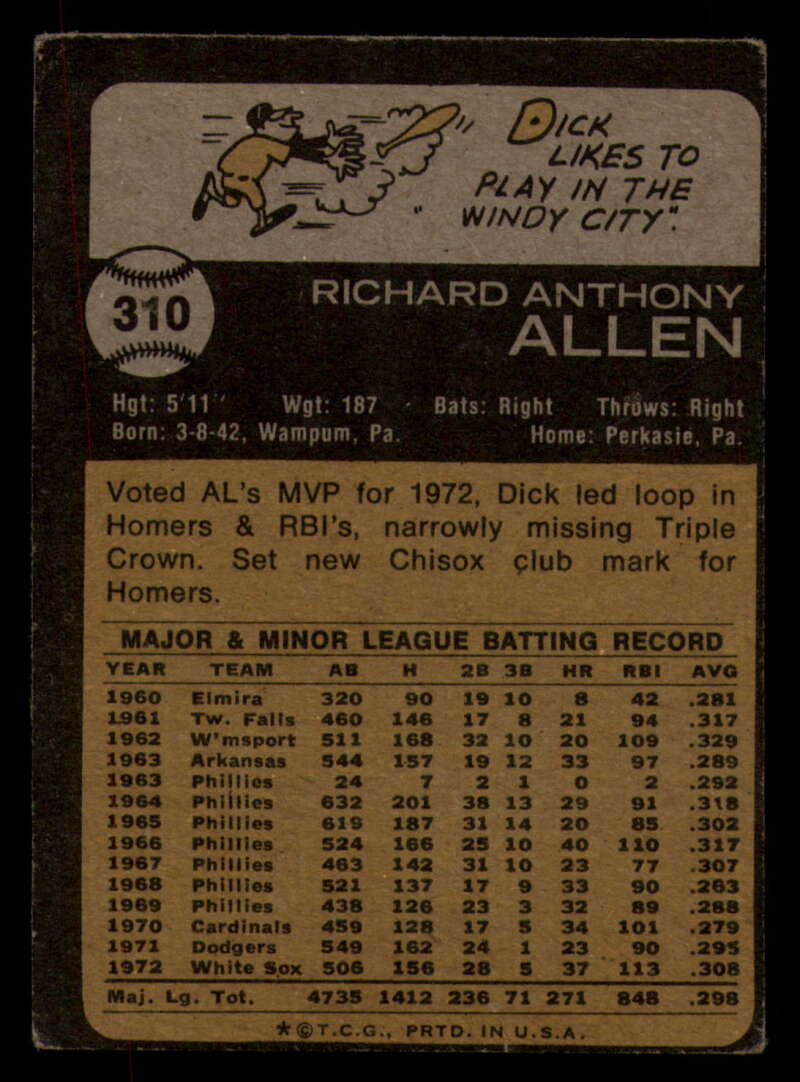 DICK
LIKES TO
PLAY IN THE
"WINDY CITY".
310
RICHARD ANTHONY
ALLEN
Hgt: 5'11" Wgt: 187 Bats: Right Throws: Right
Born: 3-8-42, Wampum, Pa. Home: Perkasie, Pa.
Voted AL's MVP for 1972, Dick led loop in
Homers & RBI's, narrowly missing Triple
Crown. Set new Chisox club mark for
Homers.
MAJOR & MINOR LEAGUE BATTING RECORD
YEAR TEAM AB H 2B 3B HR RBI AVG
1960 Elmira 320 90 19 10 8 42 .281
1961 Tw. Falls 460 146 17 8 21 94 .317
1962 W'msport 511 168 32 10 20 109 .329
1963 Arkansas 544 157 19 12 33 97 .289
1963 Phillies 24 7 2 1 0 2 .292
1964 Phillies 632 201 38 13 29 91 .318
1965 Phillies 619 187 31 14 20 85 .302
1966 Phillies 524 166 25 10 40 110 .317
1967 Phillies 463 142 31 10 23 77 .307
1968 Phillies 521 137 17 9 33 90 .263
1969 Phillies 438 126 23 3 32 89 .288
1970 Cardinals 459 128 17 5 34 101 .279
1971 Dodgers 549 162 24 1 23 90 .295
1972 White Sox 506 156 28 5 37 113 .308
Maj. Lg. Tot. 4735 1412 236 71 271 848 .298
*©T.C.G., PRTD. IN U.S.A.